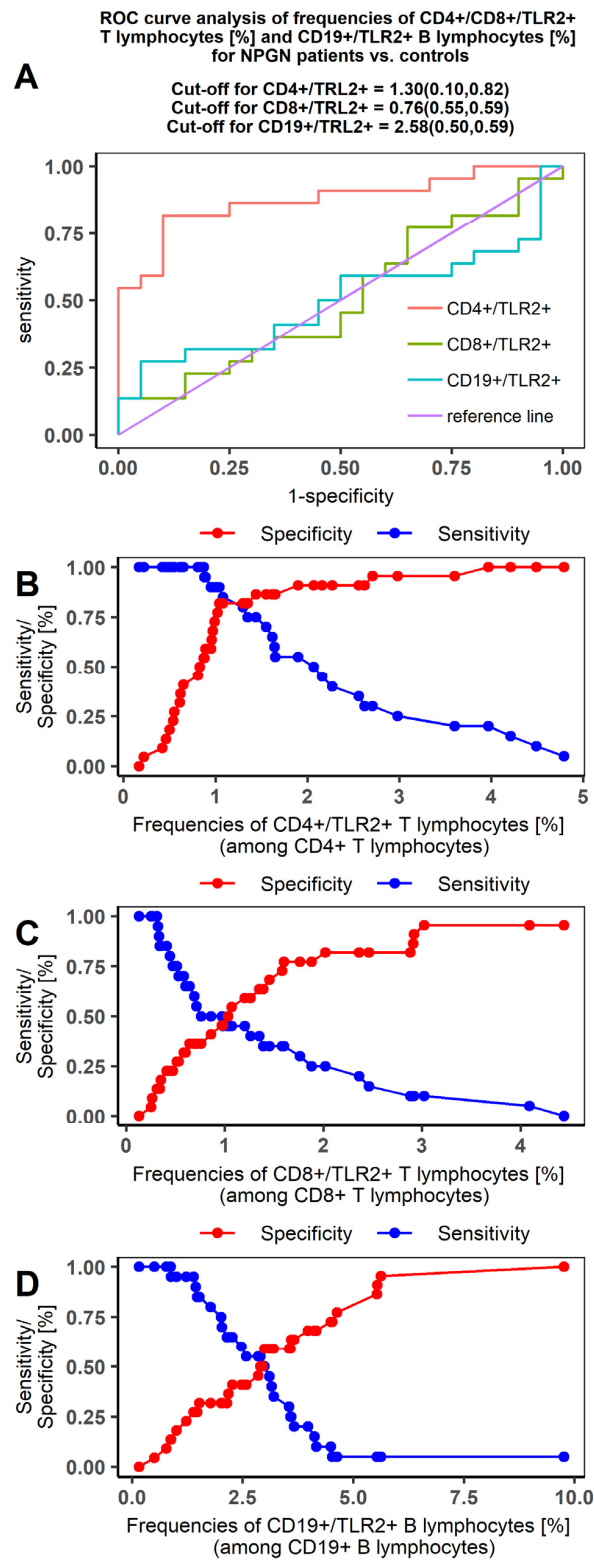 ROC curve analysis of frequencies of CD4+/CD8+/TLR2+
T lymphocytes [%] and CD19+/TLR2+ B lymphocytes [%]
for NPGN patients vs. controls
A
Cut-off for CD4+/TRL2+ = 1.30(0.10,0.82)
Cut-off for CD8+/TRL2+ = 0.76(0.55,0.59)
Cut-off for CD19+/TRL2+ = 2.58(0.50,0.59)
1.00
0.75
0.50
0.25
0.00
sensitivity
CD4+/TLR2+
CD8+/TLR2+
CD19+/TLR2+
reference line
0.00 0.25 0.50 0.75 1.00
1-specificity
Specificity Sensitivity
B
1.00
0.75
0.50
0.25
0.00
Sensitivity/
Specificity [%]
0 1 2 3 4 5
Frequencies of CD4+/TLR2+ T lymphocytes [%]
(among CD4+ T lymphocytes)
Specificity Sensitivity
C
1.00
0.75
0.50
0.25
0.00
Sensitivity/
Specificity [%]
0 1 2 3 4
Frequencies of CD8+/TLR2+ T lymphocytes [%]
(among CD8+ T lymphocytes)
Specificity Sensitivity
D
1.00
0.75
0.50
0.25
0.00
Sensitivity/
Specificity [%]
0.0 2.5 5.0 7.5 10.0
Frequencies of CD19+/TLR2+ B lymphocytes [%]
(among CD19+ B lymphocytes)